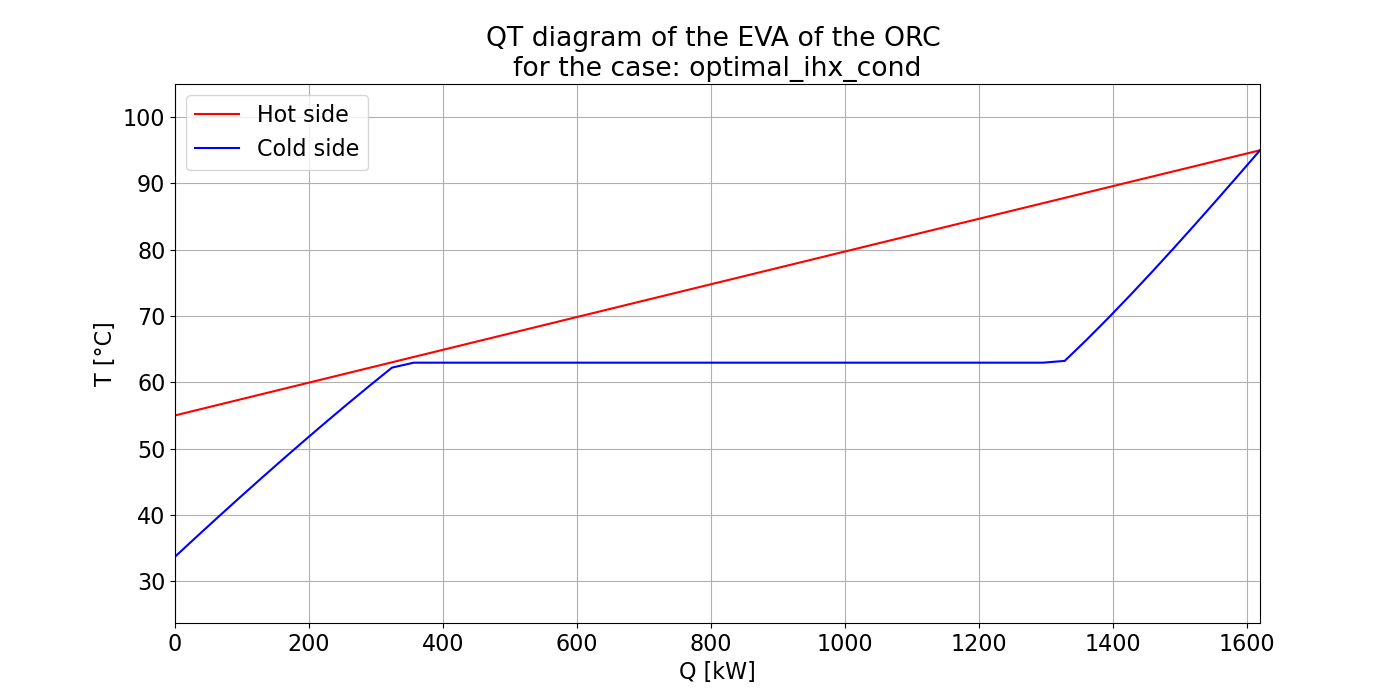 QT diagram of the EVA of the ORC
for the case: optimal_ihx_cond
Hot side
Cold side
T [°C]
100
90
80
70
60
50
40
30
0 200 400 600 800 1000 1200 1400 1600
Q [kW]